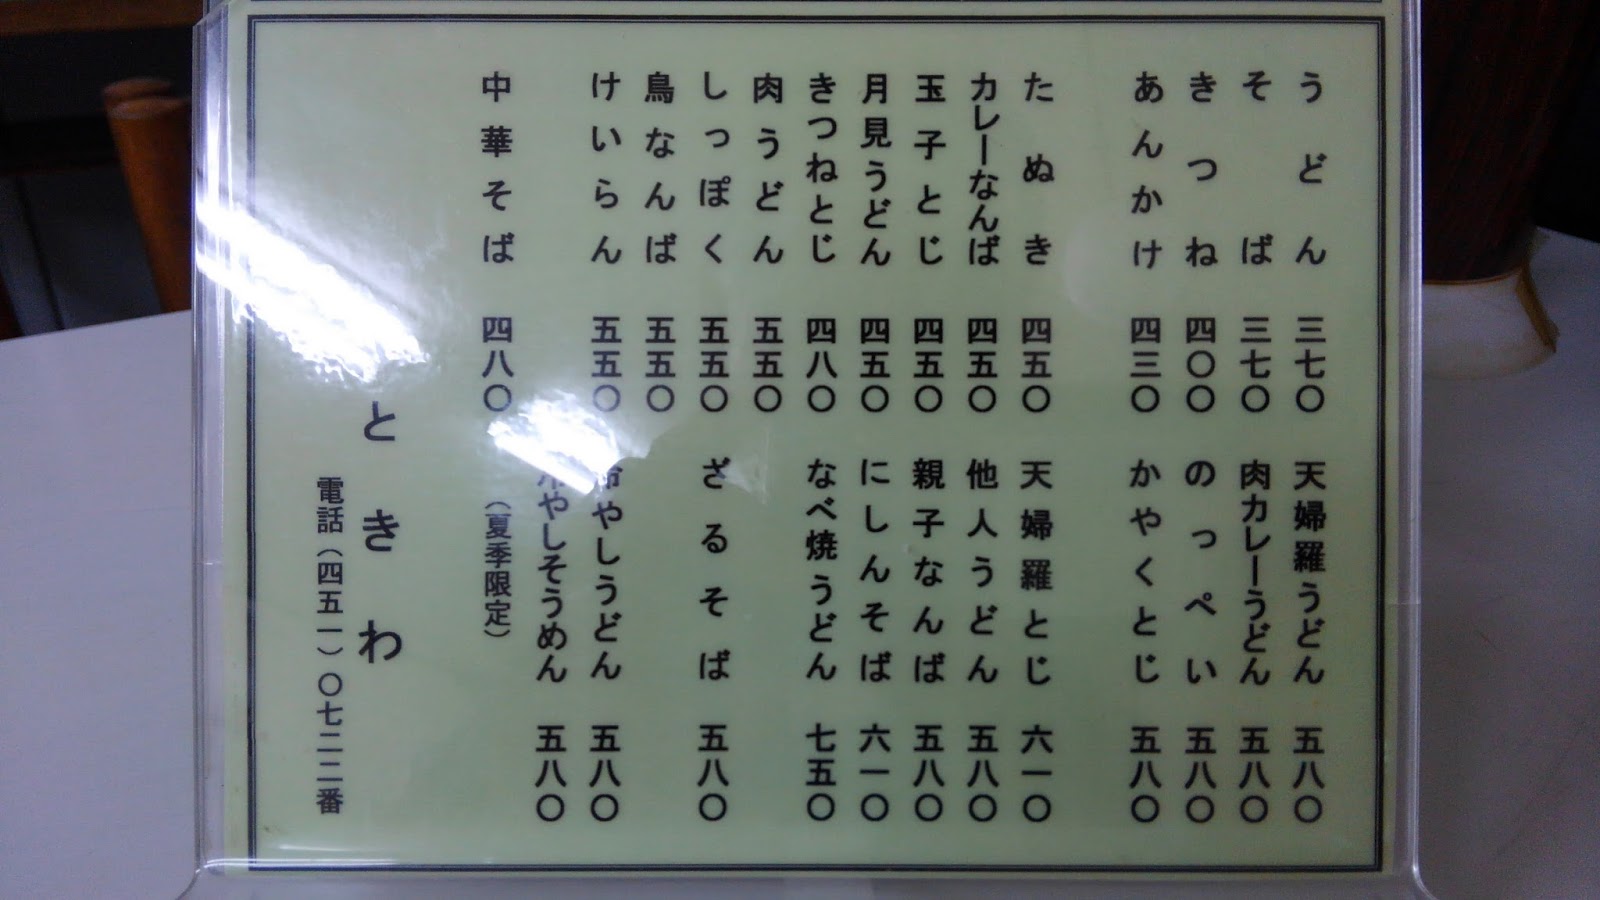 うどん 三七〇
そば 三七〇
きつね 四〇〇
あんかけ 四三〇
たぬき 四五〇
カレーなんば 四五〇
玉子とじ 四五〇
月見うどん 四五〇
きつねとじ 四八〇
肉うどん 五五〇
しっぽく 五五〇
鳥なんば 五五〇
けいらん 五五〇
中華そば 四八〇
天婦羅うどん 五八〇
肉カレーうどん 五八〇
のっぺい 五八〇
かやくとじ 五八〇
天婦羅とじ 六一〇
他人うどん 五八〇
親子なんば 五八〇
にしんそば 六一〇
なべ焼うどん 七五〇
ざるそば 五八〇
冷やしうどん 五八〇
冷やしそうめん 五八〇
（夏季限定）
ときわ
電話（四五一）〇七二二番